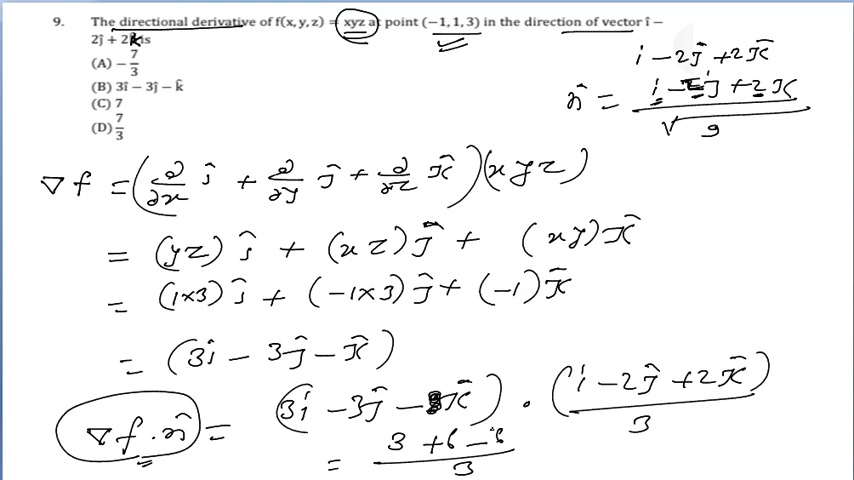 9. The directional derivative of f(x, y, z) = xyz at point (−1, 1, 3) in the direction of vector î −
2ĵ + 2k̂ is
(A) − 7/3
(B) 3î − 3ĵ − k̂
(C) 7
(D) 7/3
i − 2ĵ + 2k̄
n̂ = (i − 2j + 2k)/√9
∇f = (∂/∂x î + ∂/∂y ĵ + ∂/∂z k̄)(xyz)
= (yz) î + (xz) ĵ + (xy) k̄
= (1×3) î + (−1×3) ĵ + (−1) k̄
= (3î − 3ĵ − k̄)
∇f · n̂ = (3î − 3ĵ − k̄) · (i − 2ĵ + 2k̄)/3
= (3 + 6 − )/3